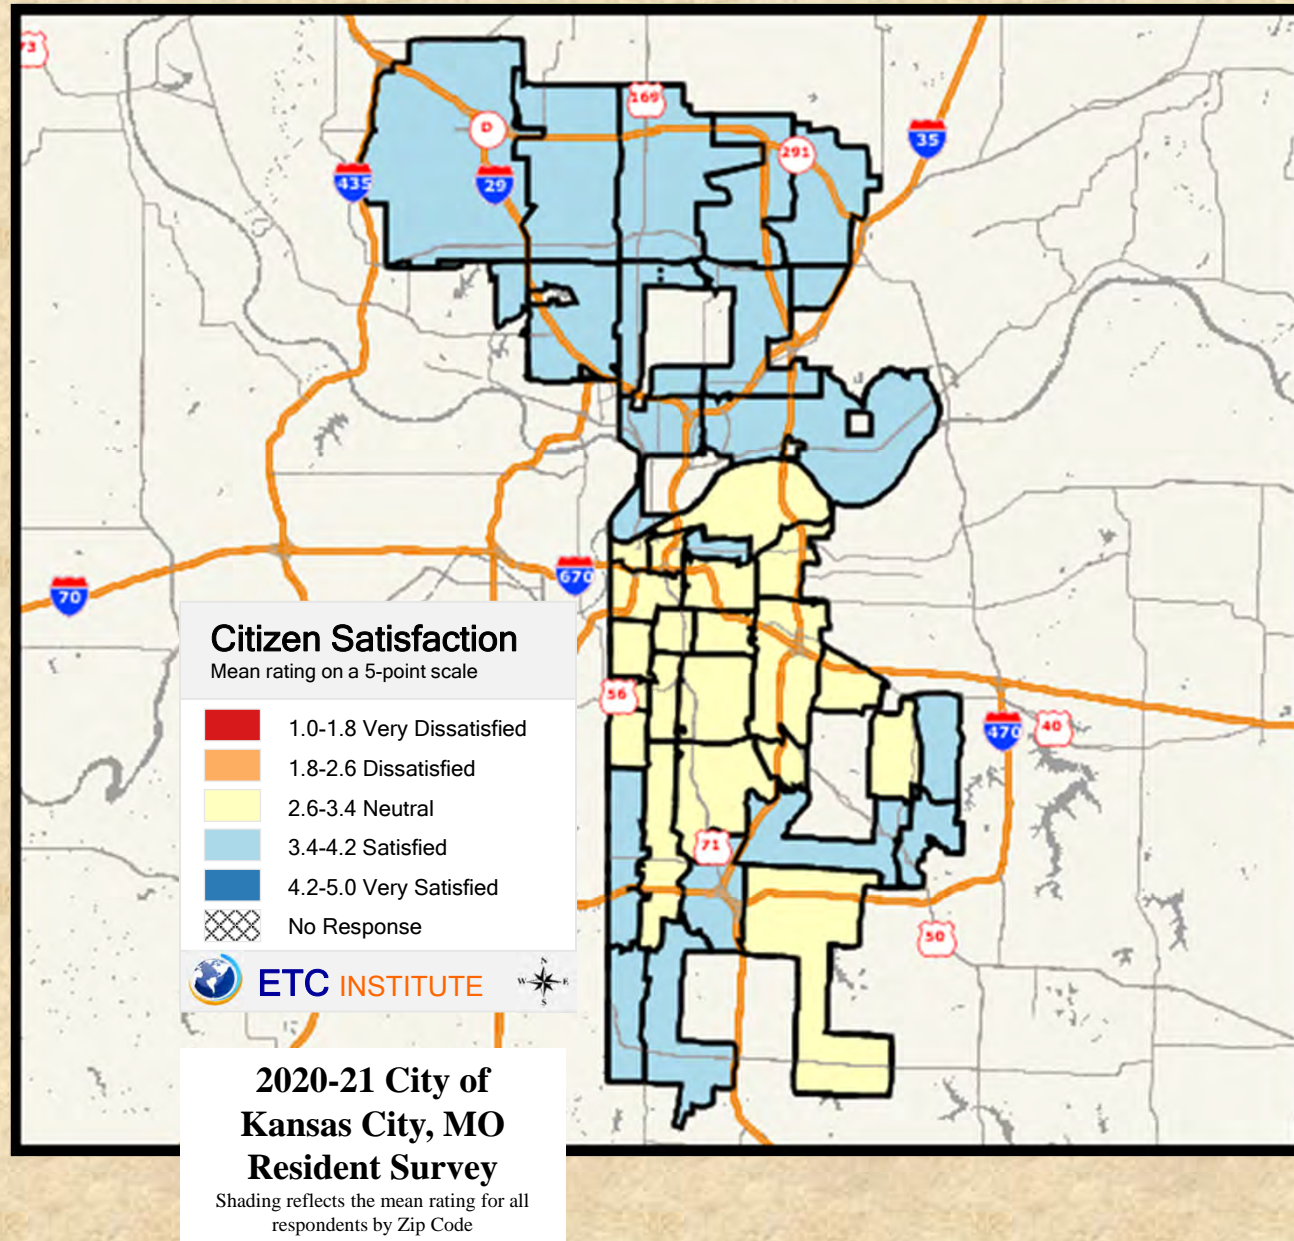 73
169
D
291
35
435
29
70
670
56
40
470
71
50
Citizen Satisfaction
Mean rating on a 5-point scale
1.0-1.8 Very Dissatisfied
1.8-2.6 Dissatisfied
2.6-3.4 Neutral
3.4-4.2 Satisfied
4.2-5.0 Very Satisfied
No Response
ETC INSTITUTE
N
W E
S
2020-21 City of
Kansas City, MO
Resident Survey
Shading reflects the mean rating for all
respondents by Zip Code